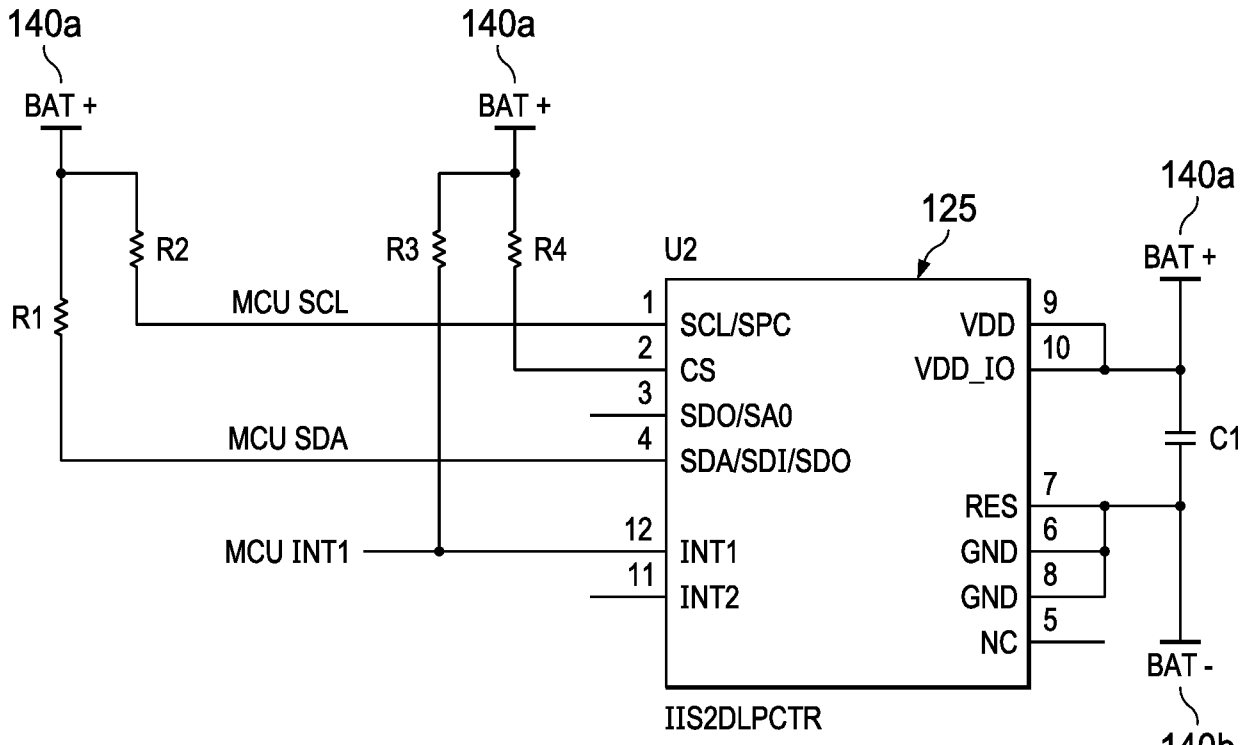 140a
140a
BAT +
BAT +
140a
125
R2
R3
R4
U2
BAT +
R1
MCU SCL
1
SCL/SPC
VDD
9
2
CS
VDD_IO
10
3
SDO/SA0
MCU SDA
4
SDA/SDI/SDO
C1
RES
7
MCU INT1
12
INT1
GND
6
11
INT2
GND
8
NC
5
BAT -
IIS2DLPCTR
140b